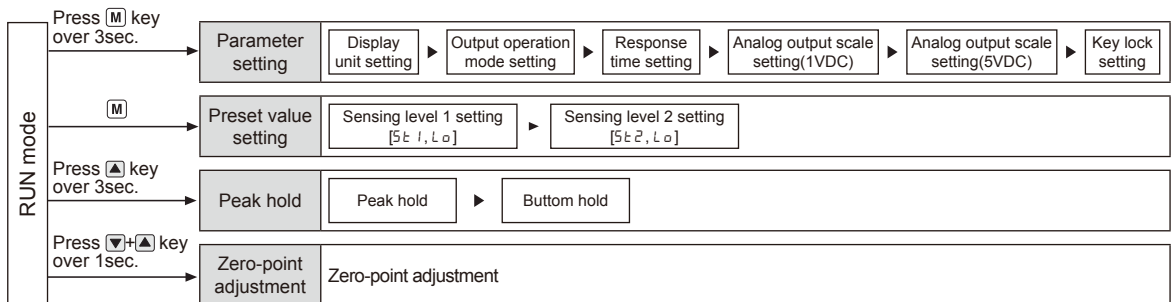 RUN mode
Press M key
over 3sec.
Parameter
setting
Display
unit setting
Output operation
mode setting
Response
time setting
Analog output scale
setting(1VDC)
Analog output scale
setting(5VDC)
Key lock
setting
M
Preset value
setting
Sensing level 1 setting
[St1, Lo]
Sensing level 2 setting
[St2, Lo]
Press ▲ key
over 3sec.
Peak hold
Peak hold
Buttom hold
Press ▼+▲ key
over 1sec.
Zero-point
adjustment
Zero-point adjustment